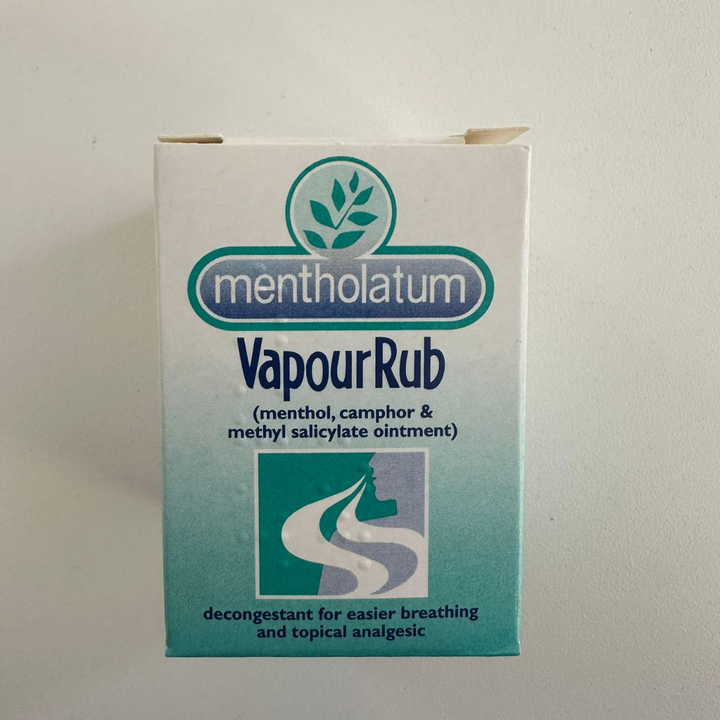 mentholatum
VapourRub
(menthol, camphor &
methyl salicylate ointment)
decongestant for easier breathing
and topical analgesic